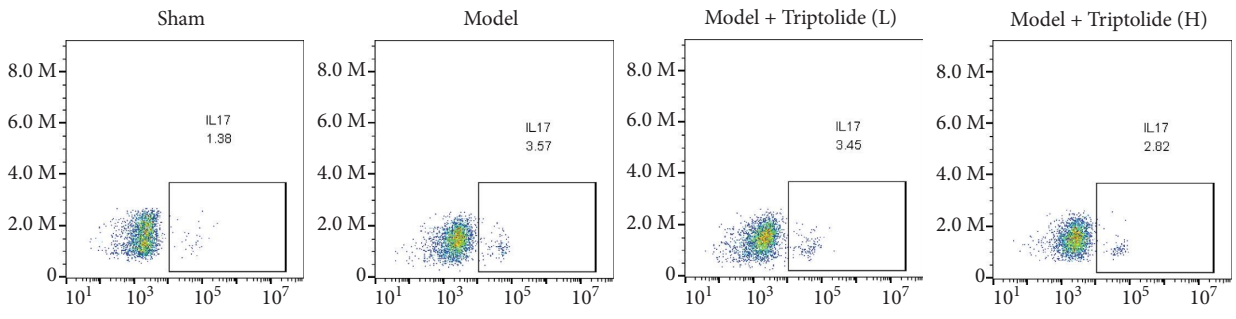 Sham
8.0 M
6.0 M
4.0 M
2.0 M
0
IL17
1.38
10¹ 10³ 10⁵ 10⁷
Model
8.0 M
6.0 M
4.0 M
2.0 M
0
IL17
3.57
10¹ 10³ 10⁵ 10⁷
Model + Triptolide (L)
8.0 M
6.0 M
4.0 M
2.0 M
0
IL17
3.45
10¹ 10³ 10⁵ 10⁷
Model + Triptolide (H)
8.0 M
6.0 M
4.0 M
2.0 M
0
IL17
2.82
10¹ 10³ 10⁵ 10⁷